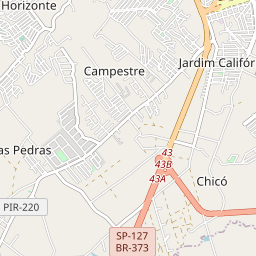 Horizonte
Campestre
Jardim Califór
43
43B
43A
as Pedras
Chicó
PIR-220
SP-127
BR-373